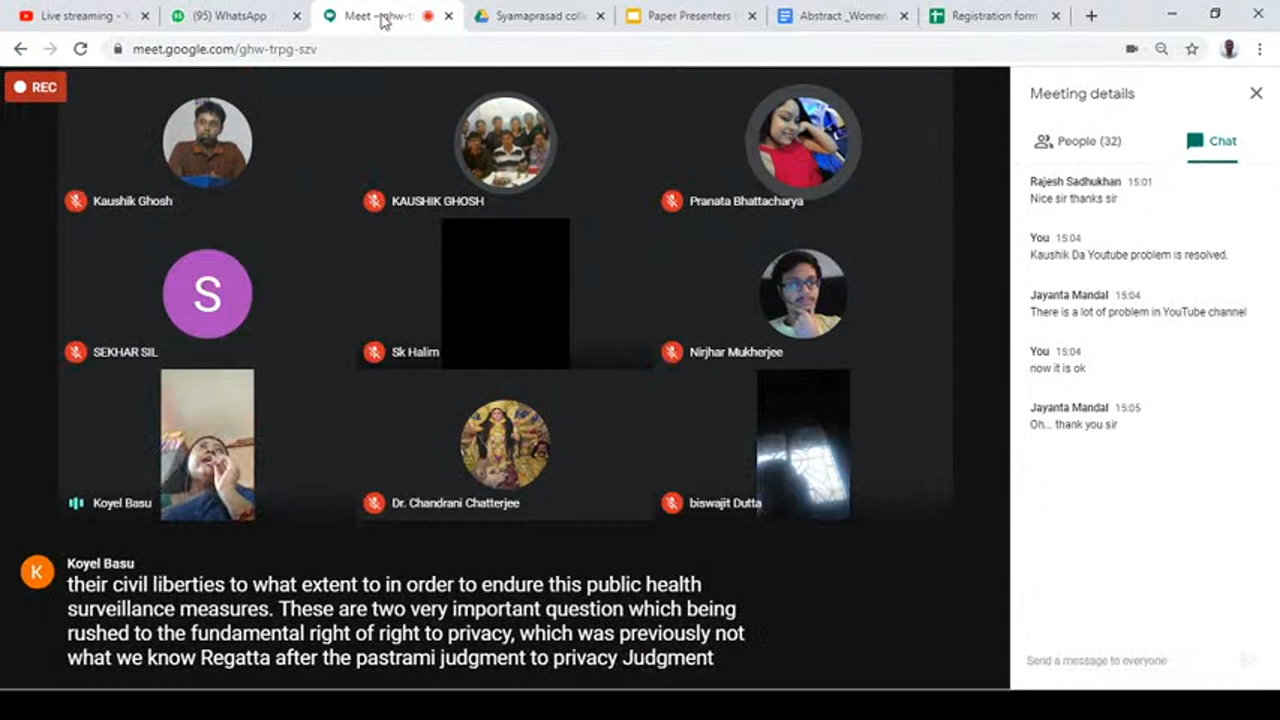 Live streaming - Y
(95) WhatsApp
Meet – ghw-t
Syamaprasad coll
Paper Presenters
Abstract _Women
Registration form
meet.google.com/ghw-trpg-szv
REC
Kaushik Ghosh
KAUSHIK GHOSH
Pranata Bhattacharya
S
SEKHAR SIL
Sk Halim
Nirjhar Mukherjee
Koyel Basu
Dr. Chandrani Chatterjee
biswajit Dutta
K
Koyel Basu
their civil liberties to what extent to in order to endure this public health
surveillance measures. These are two very important question which being
rushed to the fundamental right of right to privacy, which was previously not
what we know Regatta after the pastrami judgment to privacy Judgment
Meeting details
People (32)
Chat
Rajesh Sadhukhan 15:01
Nice sir thanks sir
You 15:04
Kaushik Da Youtube problem is resolved.
Jayanta Mandal 15:04
There is a lot of problem in YouTube channel
You 15:04
now it is ok
Jayanta Mandal 15:05
Oh... thank you sir
Send a message to everyone